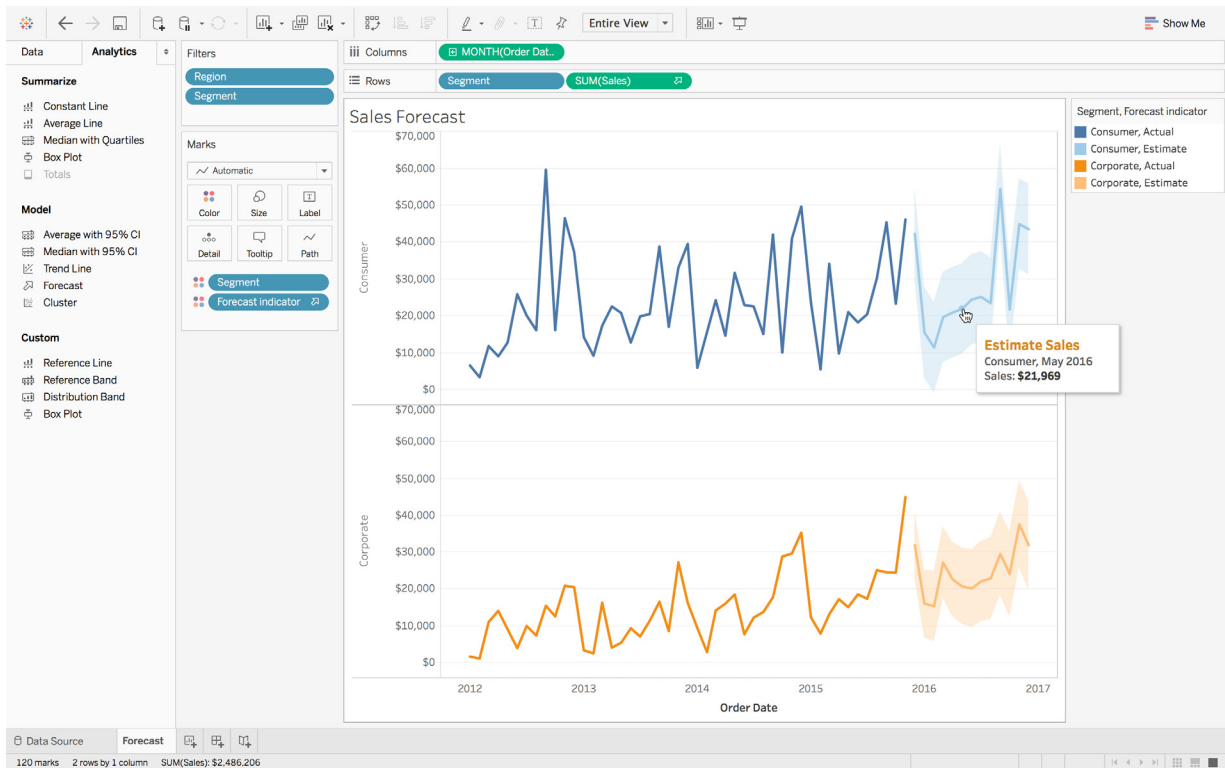 Entire View
Show Me
Data
Analytics
Summarize
Constant Line
Average Line
Median with Quartiles
Box Plot
Totals
Model
Average with 95% CI
Median with 95% CI
Trend Line
Forecast
Cluster
Custom
Reference Line
Reference Band
Distribution Band
Box Plot
Filters
Region
Segment
Marks
Automatic
Color
Size
Label
Detail
Tooltip
Path
Segment
Forecast indicator
Columns
MONTH(Order Dat..
Rows
Segment
SUM(Sales)
Sales Forecast
Consumer
$70,000
$60,000
$50,000
$40,000
$30,000
$20,000
$10,000
$0
Estimate Sales
Consumer, May 2016
Sales: $21,969
Corporate
$70,000
$60,000
$50,000
$40,000
$30,000
$20,000
$10,000
$0
2012 2013 2014 2015 2016 2017
Order Date
Segment, Forecast indicator
Consumer, Actual
Consumer, Estimate
Corporate, Actual
Corporate, Estimate
Data Source
Forecast
120 marks 2 rows by 1 column SUM(Sales): $2,486,206